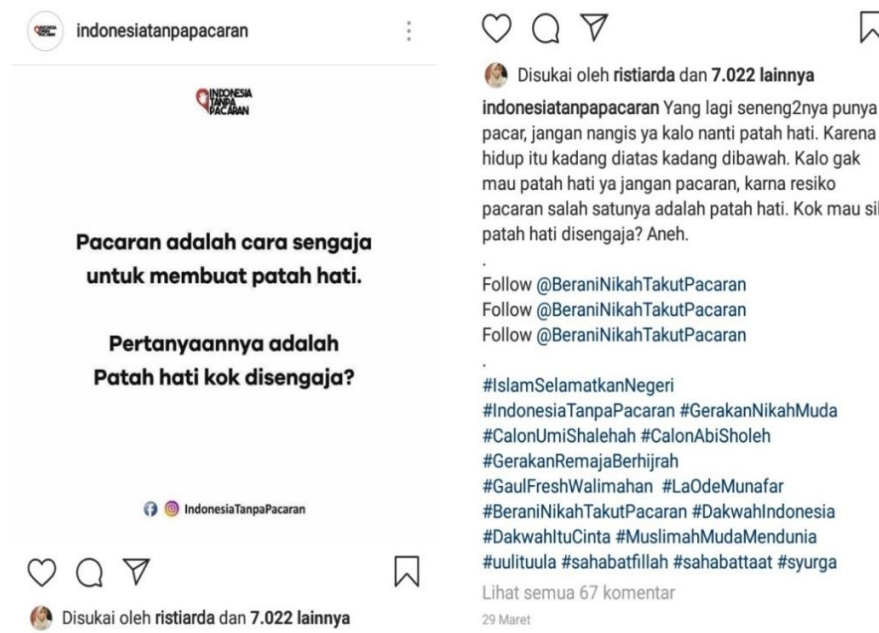 indonesiatanpapacaran
INDONESIA
TANPA
PACARAN
Pacaran adalah cara sengaja
untuk membuat patah hati.
Pertanyaannya adalah
Patah hati kok disengaja?
IndonesiaTanpaPacaran
Disukai oleh ristiarda dan 7.022 lainnya
Disukai oleh ristiarda dan 7.022 lainnya
indonesiatanpapacaran Yang lagi seneng2nya punya
pacar, jangan nangis ya kalo nanti patah hati. Karena
hidup itu kadang diatas kadang dibawah. Kalo gak
mau patah hati ya jangan pacaran, karna resiko
pacaran salah satunya adalah patah hati. Kok mau sih
patah hati disengaja? Aneh.
.
Follow @BeraniNikahTakutPacaran
Follow @BeraniNikahTakutPacaran
Follow @BeraniNikahTakutPacaran
.
#IslamSelamatkanNegeri
#IndonesiaTanpaPacaran #GerakanNikahMuda
#CalonUmiShalehah #CalonAbiSholeh
#GerakanRemajaBerhijrah
#GaulFreshWalimahan #LaOdeMunafar
#BeraniNikahTakutPacaran #DakwahIndonesia
#DakwahItuCinta #MuslimahMudaMendunia
#uulituula #sahabatfillah #sahabattaat #syurga
Lihat semua 67 komentar
29 Maret